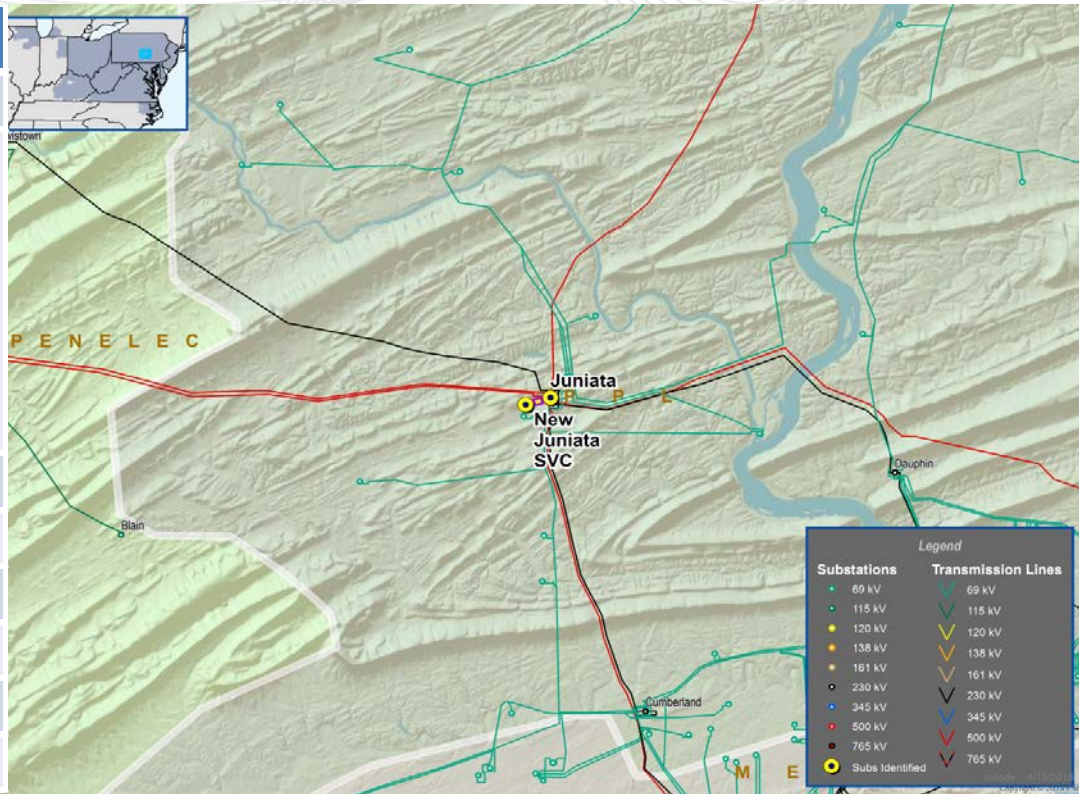 wistown
P E N E L E C
Juniata
P P L
New
Juniata
SVC
Dauphin
Blain
Cumberland
M E
Legend
Substations Transmission Lines
69 kV 69 kV
115 kV 115 kV
120 kV 120 kV
138 kV 138 kV
161 kV 161 kV
230 kV 230 kV
345 kV 345 kV
500 kV 500 kV
765 kV 765 kV
Subs Identified